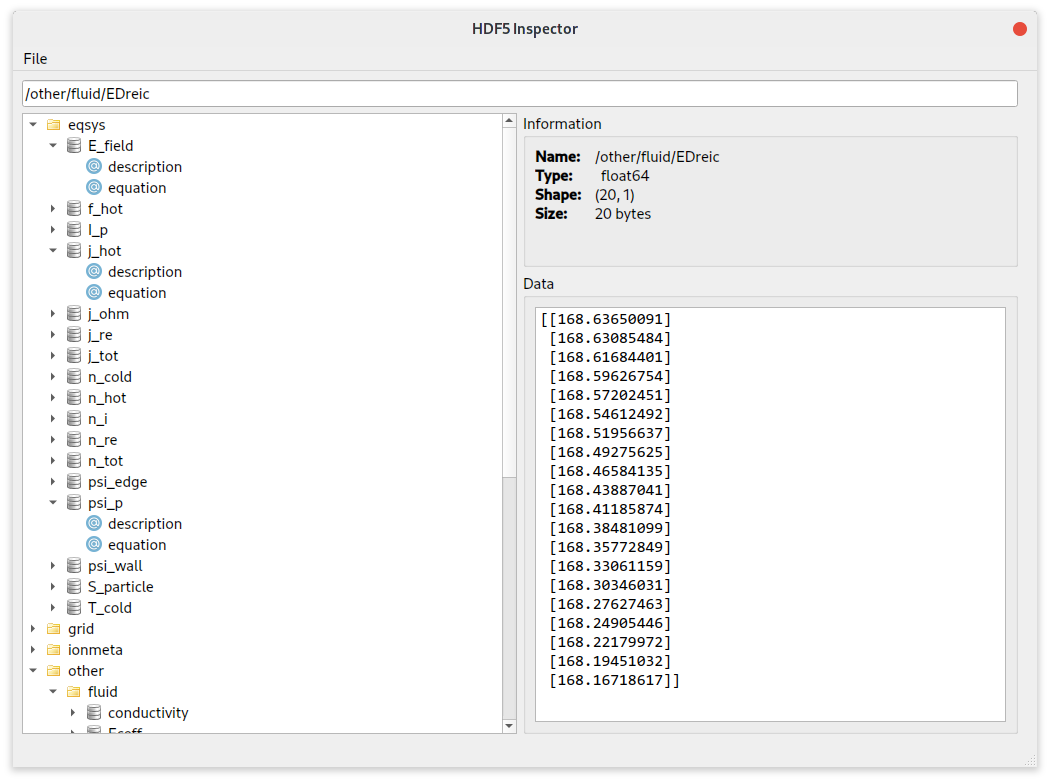 HDF5 Inspector
File
/other/fluid/EDreic
eqsys
E_field
description
equation
f_hot
I_p
j_hot
description
equation
j_ohm
j_re
j_tot
n_cold
n_hot
n_i
n_re
n_tot
psi_edge
psi_p
description
equation
psi_wall
S_particle
T_cold
grid
ionmeta
other
fluid
conductivity
Eceff
Information
Name: /other/fluid/EDreic
Type: float64
Shape: (20, 1)
Size: 20 bytes
Data
[[168.63650091]
[168.63085484]
[168.61684401]
[168.59626754]
[168.57202451]
[168.54612492]
[168.51956637]
[168.49275625]
[168.46584135]
[168.43887041]
[168.41185874]
[168.38481099]
[168.35772849]
[168.33061159]
[168.30346031]
[168.27627463]
[168.24905446]
[168.22179972]
[168.19451032]
[168.16718617]]